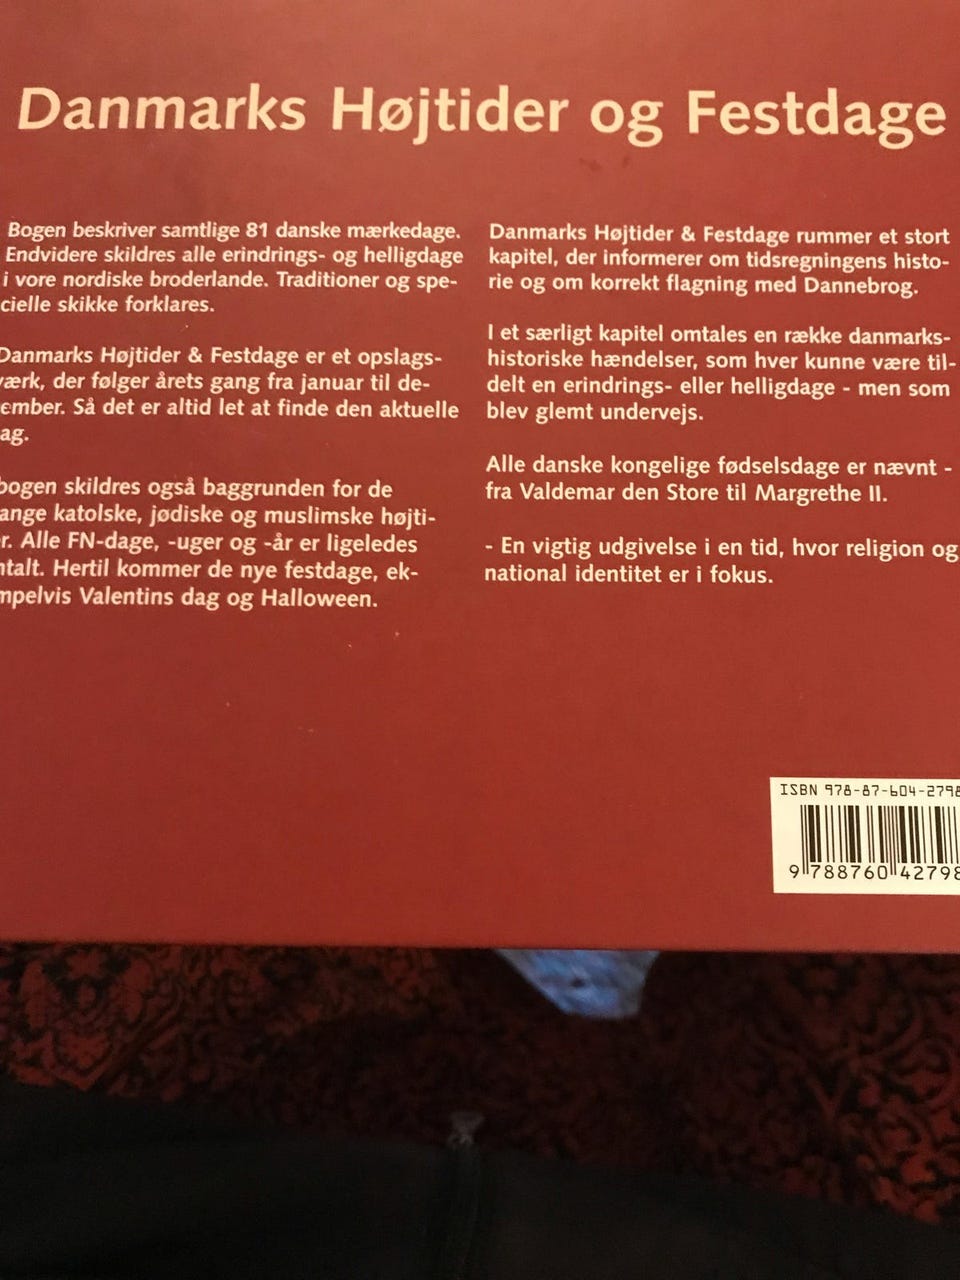 Danmarks Højtider og Festdage
Bogen beskriver samtlige 81 danske mærkedage.
Endvidere skildres alle erindrings- og helligdage
i vore nordiske broderlande. Traditioner og spe-
cielle skikke forklares.
Danmarks Højtider & Festdage er et opslags-
værk, der følger årets gang fra januar til de-
cember. Så det er altid let at finde den aktuelle
ag.
bogen skildres også baggrunden for de
ange katolske, jødiske og muslimske højti-
r. Alle FN-dage, -uger og -år er ligeledes
ntalt. Hertil kommer de nye festdage, ek-
mpelvis Valentins dag og Halloween.
Danmarks Højtider & Festdage rummer et stort
kapitel, der informerer om tidsregningens histo-
rie og om korrekt flagning med Dannebrog.
I et særligt kapitel omtales en række danmarks-
historiske hændelser, som hver kunne være til-
delt en erindrings- eller helligdage - men som
blev glemt undervejs.
Alle danske kongelige fødselsdage er nævnt -
fra Valdemar den Store til Margrethe II.
- En vigtig udgivelse i en tid, hvor religion og
national identitet er i fokus.
ISBN 978-87-604-2798
9 788760 42798